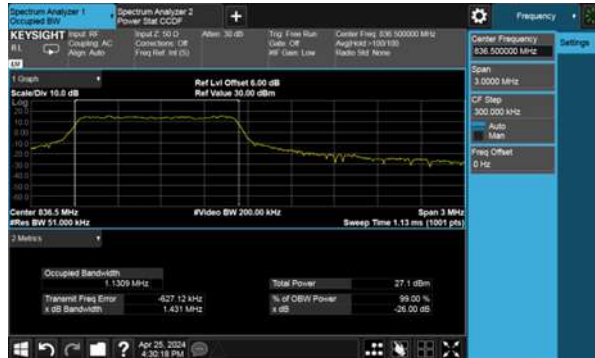 Spectrum Analyzer 1
Occupied BW
Spectrum Analyzer 2
Power Stat CCDF
Frequency
Settings
KEYSIGHT
Input: RF
Coupling: AC
Align: Auto
Input Z: 50 Ω
Corrections: Off
Freq Ref: Int (S)
Atten: 30 dB
Trig: Free Run
Gate: Off
#IF Gain: Low
Center Freq: 836.500000 MHz
Avg|Hold:>100/100
Radio Std: None
1 Graph
Scale/Div 10.0 dB
Ref Lvl Offset 6.00 dB
Ref Value 30.00 dBm
Log
Center 836.5 MHz
#Res BW 51.000 kHz
#Video BW 200.00 kHz
Span 3 MHz
Sweep Time 1.13 ms (1001 pts)
2 Metrics
Occupied Bandwidth
1.1309 MHz
Total Power 27.1 dBm
Transmit Freq Error -627.12 kHz
% of OBW Power 99.00 %
x dB Bandwidth 1.431 MHz
x dB -26.00 dB
Center Frequency
836.500000 MHz
Span
3.0000 MHz
CF Step
300.000 kHz
Auto
Man
Freq Offset
0 Hz
Apr 25, 2024
4:30:18 PM